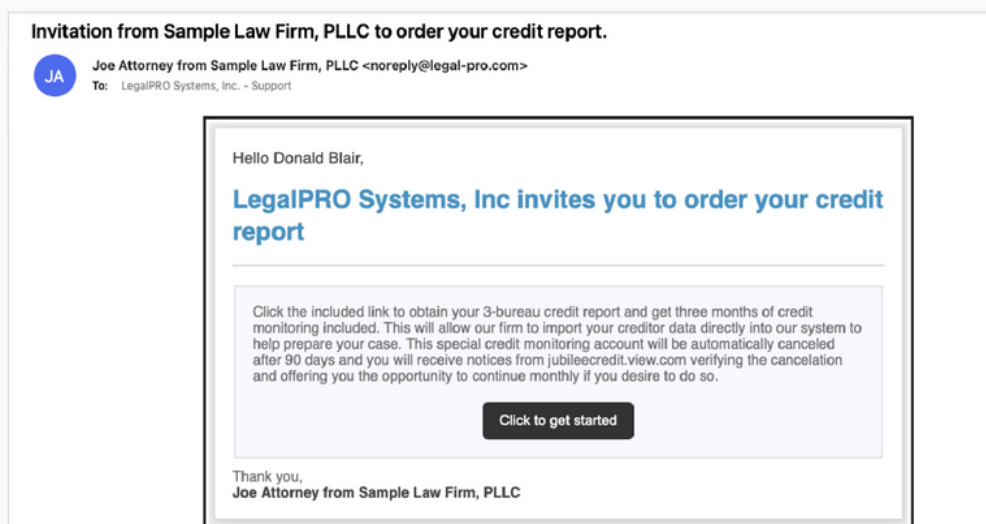 Invitation from Sample Law Firm, PLLC to order your credit report.
JA
Joe Attorney from Sample Law Firm, PLLC <noreply@legal-pro.com>
To: LegalPRO Systems, Inc. - Support
Hello Donald Blair,
LegalPRO Systems, Inc invites you to order your credit
report
Click the included link to obtain your 3-bureau credit report and get three months of credit
monitoring included. This will allow our firm to import your creditor data directly into our system to
help prepare your case. This special credit monitoring account will be automatically canceled
after 90 days and you will receive notices from jubileecredit.view.com verifying the cancelation
and offering you the opportunity to continue monthly if you desire to do so.
Click to get started
Thank you,
Joe Attorney from Sample Law Firm, PLLC